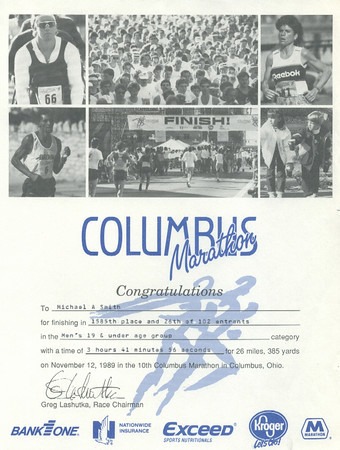 66
FINISH!
Reebok
COLUMBUS
Marathon
Congratulations
To Michael A Smith
for finishing in 1585th place and 26th of 102 entrants
in the Men's 19 & under age group category
with a time of 3 hours 41 minutes 56 seconds for 26 miles, 385 yards
on November 12, 1989 in the 10th Columbus Marathon in Columbus, Ohio.
Greg Lashutka, Race Chairman
BANK ONE
NATIONWIDE INSURANCE
EXCEED
SPORTS NUTRITIONALS
Kroger
Let's Go!
MARATHON